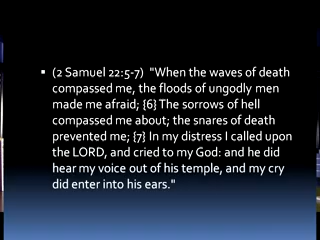 ▪ (2 Samuel 22:5-7) "When the waves of death
compassed me, the floods of ungodly men
made me afraid; {6} The sorrows of hell
compassed me about; the snares of death
prevented me; {7} In my distress I called upon
the LORD, and cried to my God: and he did
hear my voice out of his temple, and my cry
did enter into his ears."